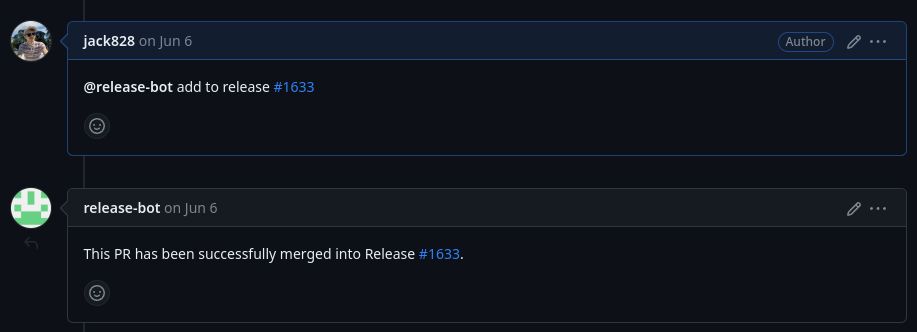 jack828 on Jun 6 Author
@release-bot add to release #1633
release-bot on Jun 6
This PR has been successfully merged into Release #1633.